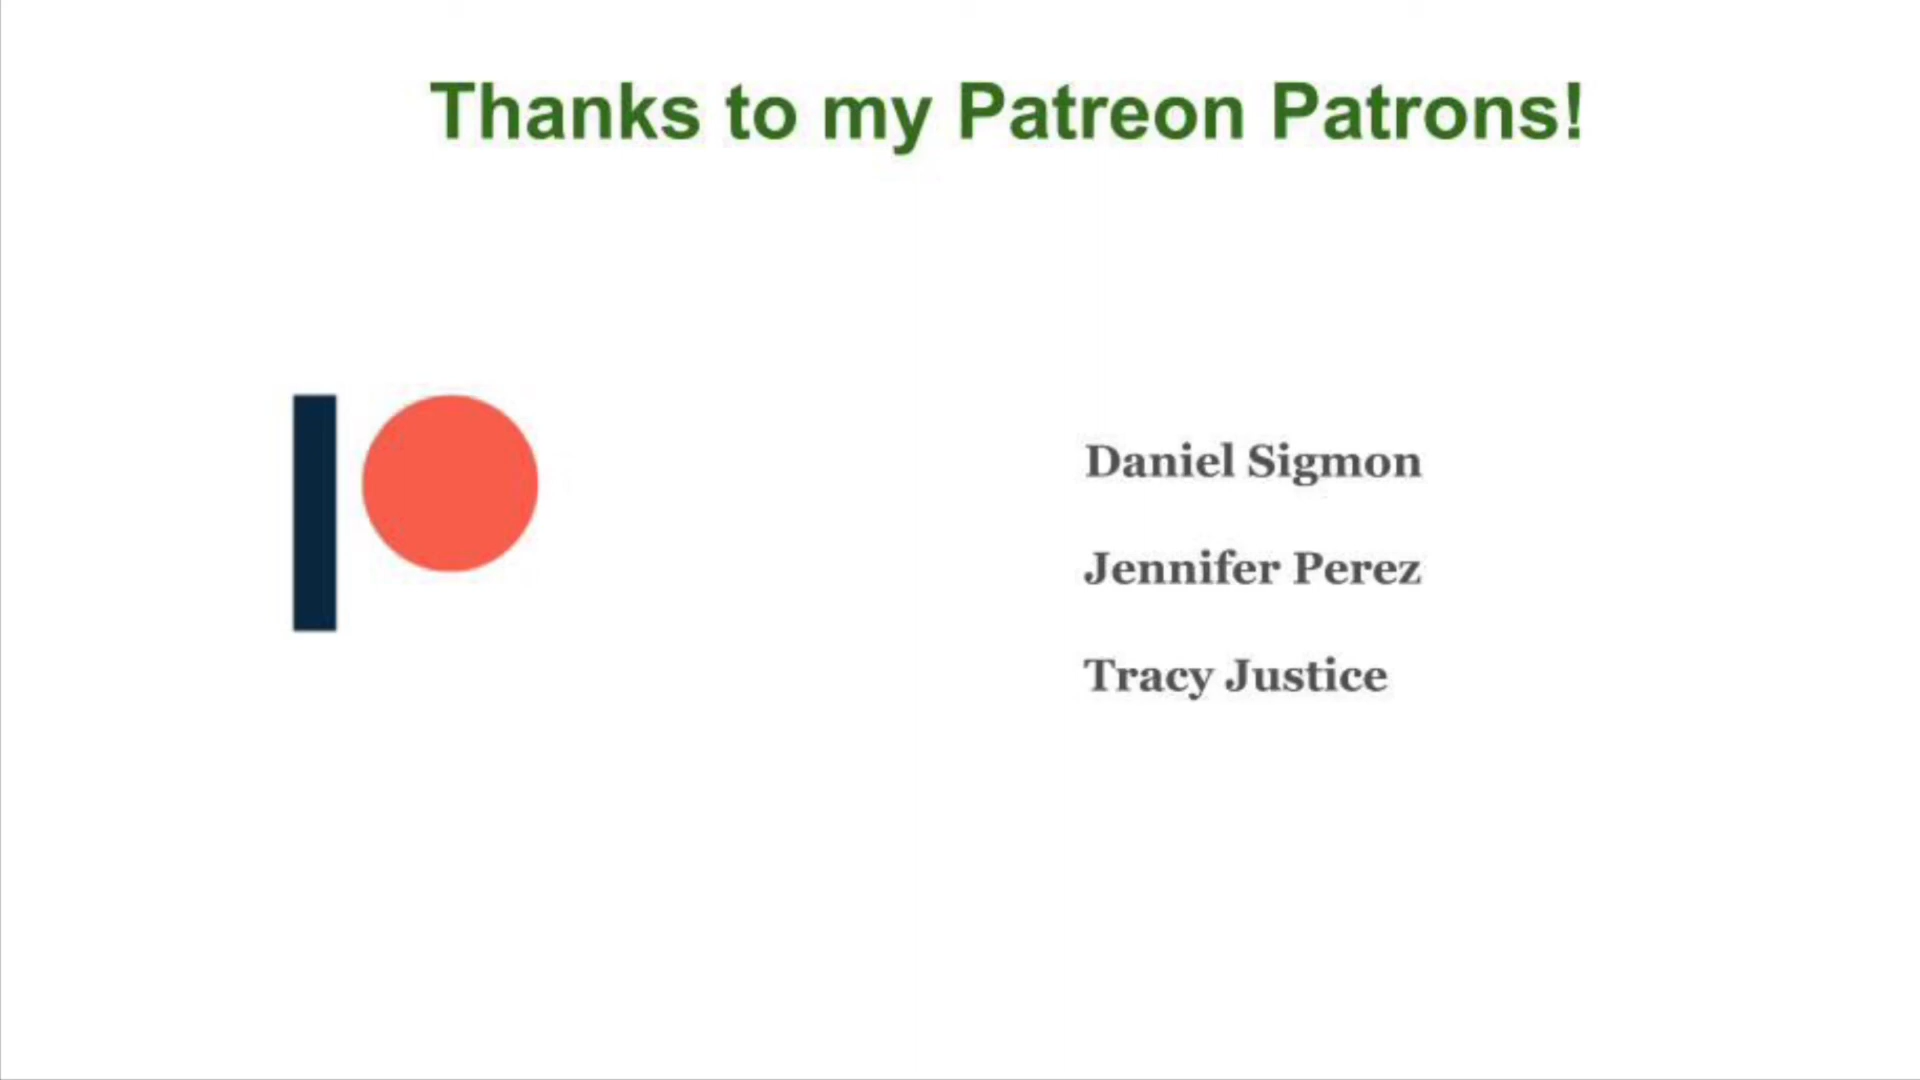 Thanks to my Patreon Patrons!
Daniel Sigmon
Jennifer Perez
Tracy Justice